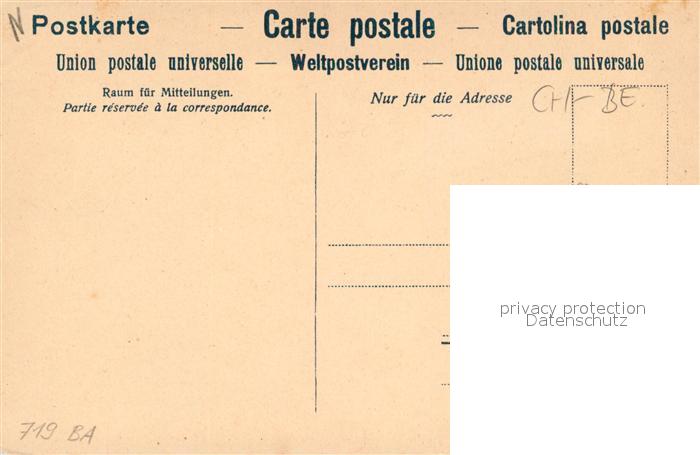 N Postkarte — Carte postale — Cartolina postale
Union postale universelle — Weltpostverein — Unione postale universale
Raum für Mitteilungen.
Partie réservée à la correspondance.
Nur für die Adresse
CH-BE.
privacy protection
Datenschutz
719 BA